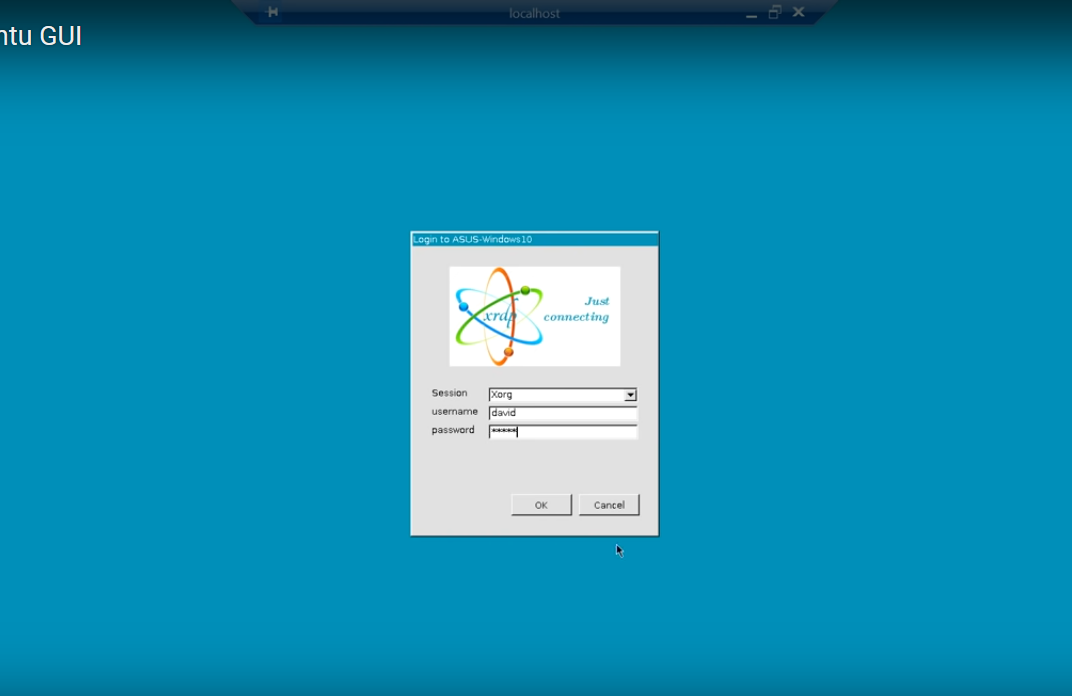 localhost
ntu GUI
Login to ASUS-Windows10
xrdp
Just
connecting
Session
Xorg
username
david
password
*****
OK
Cancel